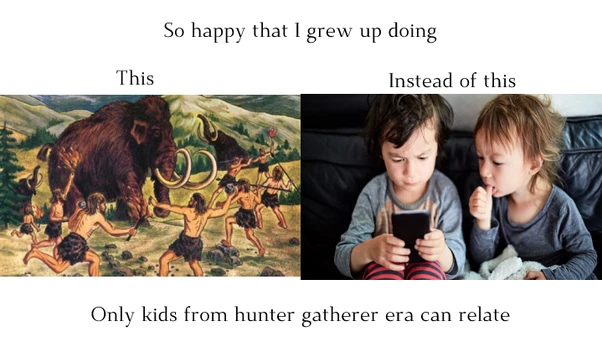 So happy that I grew up doing
This
Instead of this
Only kids from hunter gatherer era can relate